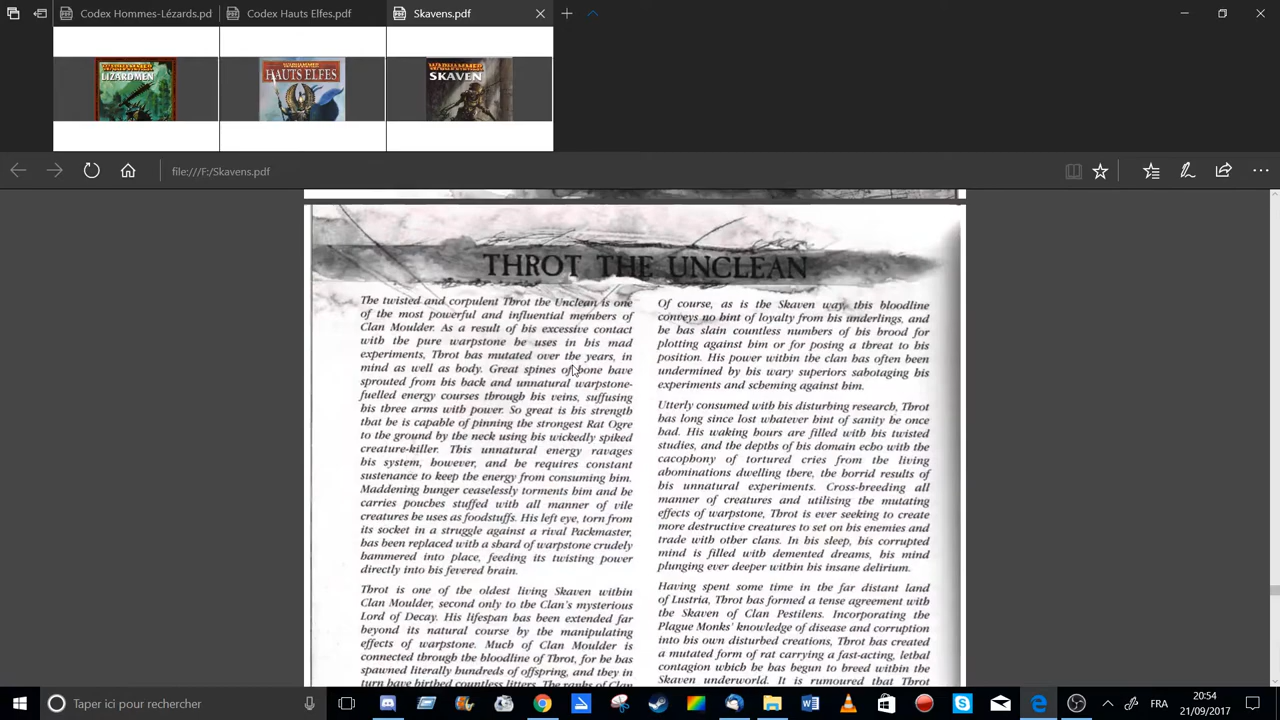 Codex Hommes-Lézards.pd
Codex Hauts Elfes.pdf
Skavens.pdf
WARHAMMER
LIZARDMEN
WARHAMMER
HAUTS ELFES
WARHAMMER
SKAVEN
file:///F:/Skavens.pdf
THROT THE UNCLEAN
The twisted and corpulent Throt the Unclean is one
of the most powerful and influential members of
Clan Moulder. As a result of his excessive contact
with the pure warpstone he uses in his mad
experiments, Throt has mutated over the years, in
mind as well as body. Great spines of bone have
sprouted from his back and unnatural warpstone-
fuelled energy courses through his veins, suffusing
his three arms with power. So great is his strength
that he is capable of pinning the strongest Rat Ogre
to the ground by the neck using his wickedly spiked
creature-killer. This unnatural energy ravages
his system, however, and he requires constant
sustenance to keep the energy from consuming him.
Maddening hunger ceaselessly torments him and he
carries pouches stuffed with all manner of vile
creatures he uses as foodstuffs. His left eye, torn from
its socket in a struggle against a rival Packmaster,
has been replaced with a shard of warpstone crudely
hammered into place, feeding its twisting power
directly into his fevered brain.
Throt is one of the oldest living Skaven within
Clan Moulder, second only to the Clan's mysterious
Lord of Decay. His lifespan has been extended far
beyond its natural course by the manipulating
effects of warpstone. Much of Clan Moulder is
connected through the bloodline of Throt, for he has
spawned literally hundreds of offspring, and they in
turn have birthed countless litters. The ranks of Clan
Of course, as is the Skaven way, this bloodline
conveys no hint of loyalty from his underlings, and
he has slain countless numbers of his brood for
plotting against him or for posing a threat to his
position. His power within the clan has often been
undermined by his wary superiors sabotaging his
experiments and scheming against him.
Utterly consumed with his disturbing research, Throt
has long since lost whatever hint of sanity he once
had. His waking hours are filled with his twisted
studies, and the depths of his domain echo with the
cacophony of tortured cries from the living
abominations dwelling there, the horrid results of
his unnatural experiments. Cross-breeding all
manner of creatures and utilising the mutating
effects of warpstone, Throt is ever seeking to create
more destructive creatures to set on his enemies and
trade with other clans. In his sleep, his corrupted
mind is filled with demented dreams, his mind
plunging ever deeper within his insane delirium.
Having spent some time in the far distant land
of Lustria, Throt has formed a tense agreement with
the Skaven of Clan Pestilens. Incorporating the
Plague Monks' knowledge of disease and corruption
into his own disturbed creations, Throt has created
a mutated form of rat carrying a fast-acting, lethal
contagion which he has begun to breed within the
Skaven underworld. It is rumoured that Throt
Taper ici pour rechercher
FRA
20:54
21/09/2017